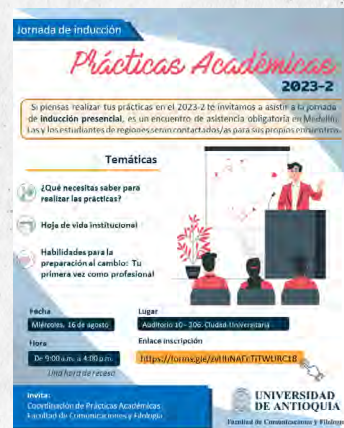 Jornada de inducción
Prácticas Académicas
2023-2
Si piensas realizar tus prácticas en el 2023-2 te invitamos a asistir a la jornada
de inducción presencial, es un encuentro de asistencia obligatoria en Medellín.
Las y los estudiantes de regiones serán contactados/as para sus propios encuentros.
Temáticas
¿Qué necesitas saber para
realizar las prácticas?
Hoja de vida institucional
Habilidades para la
preparación al cambio: Tu
primera vez como profesional
Fecha
Miércoles, 16 de agosto
Lugar
Auditorio 10 - 206. Ciudad Universitaria
Hora
De 9:00 a.m. a 4:00 p.m.
Una hora de receso
Enlace inscripción
Invita:
Coordinación de Prácticas Académicas
Facultad de Comunicaciones y Filología
UNIVERSIDAD
DE ANTIOQUIA
Facultad de Comunicaciones y Filología